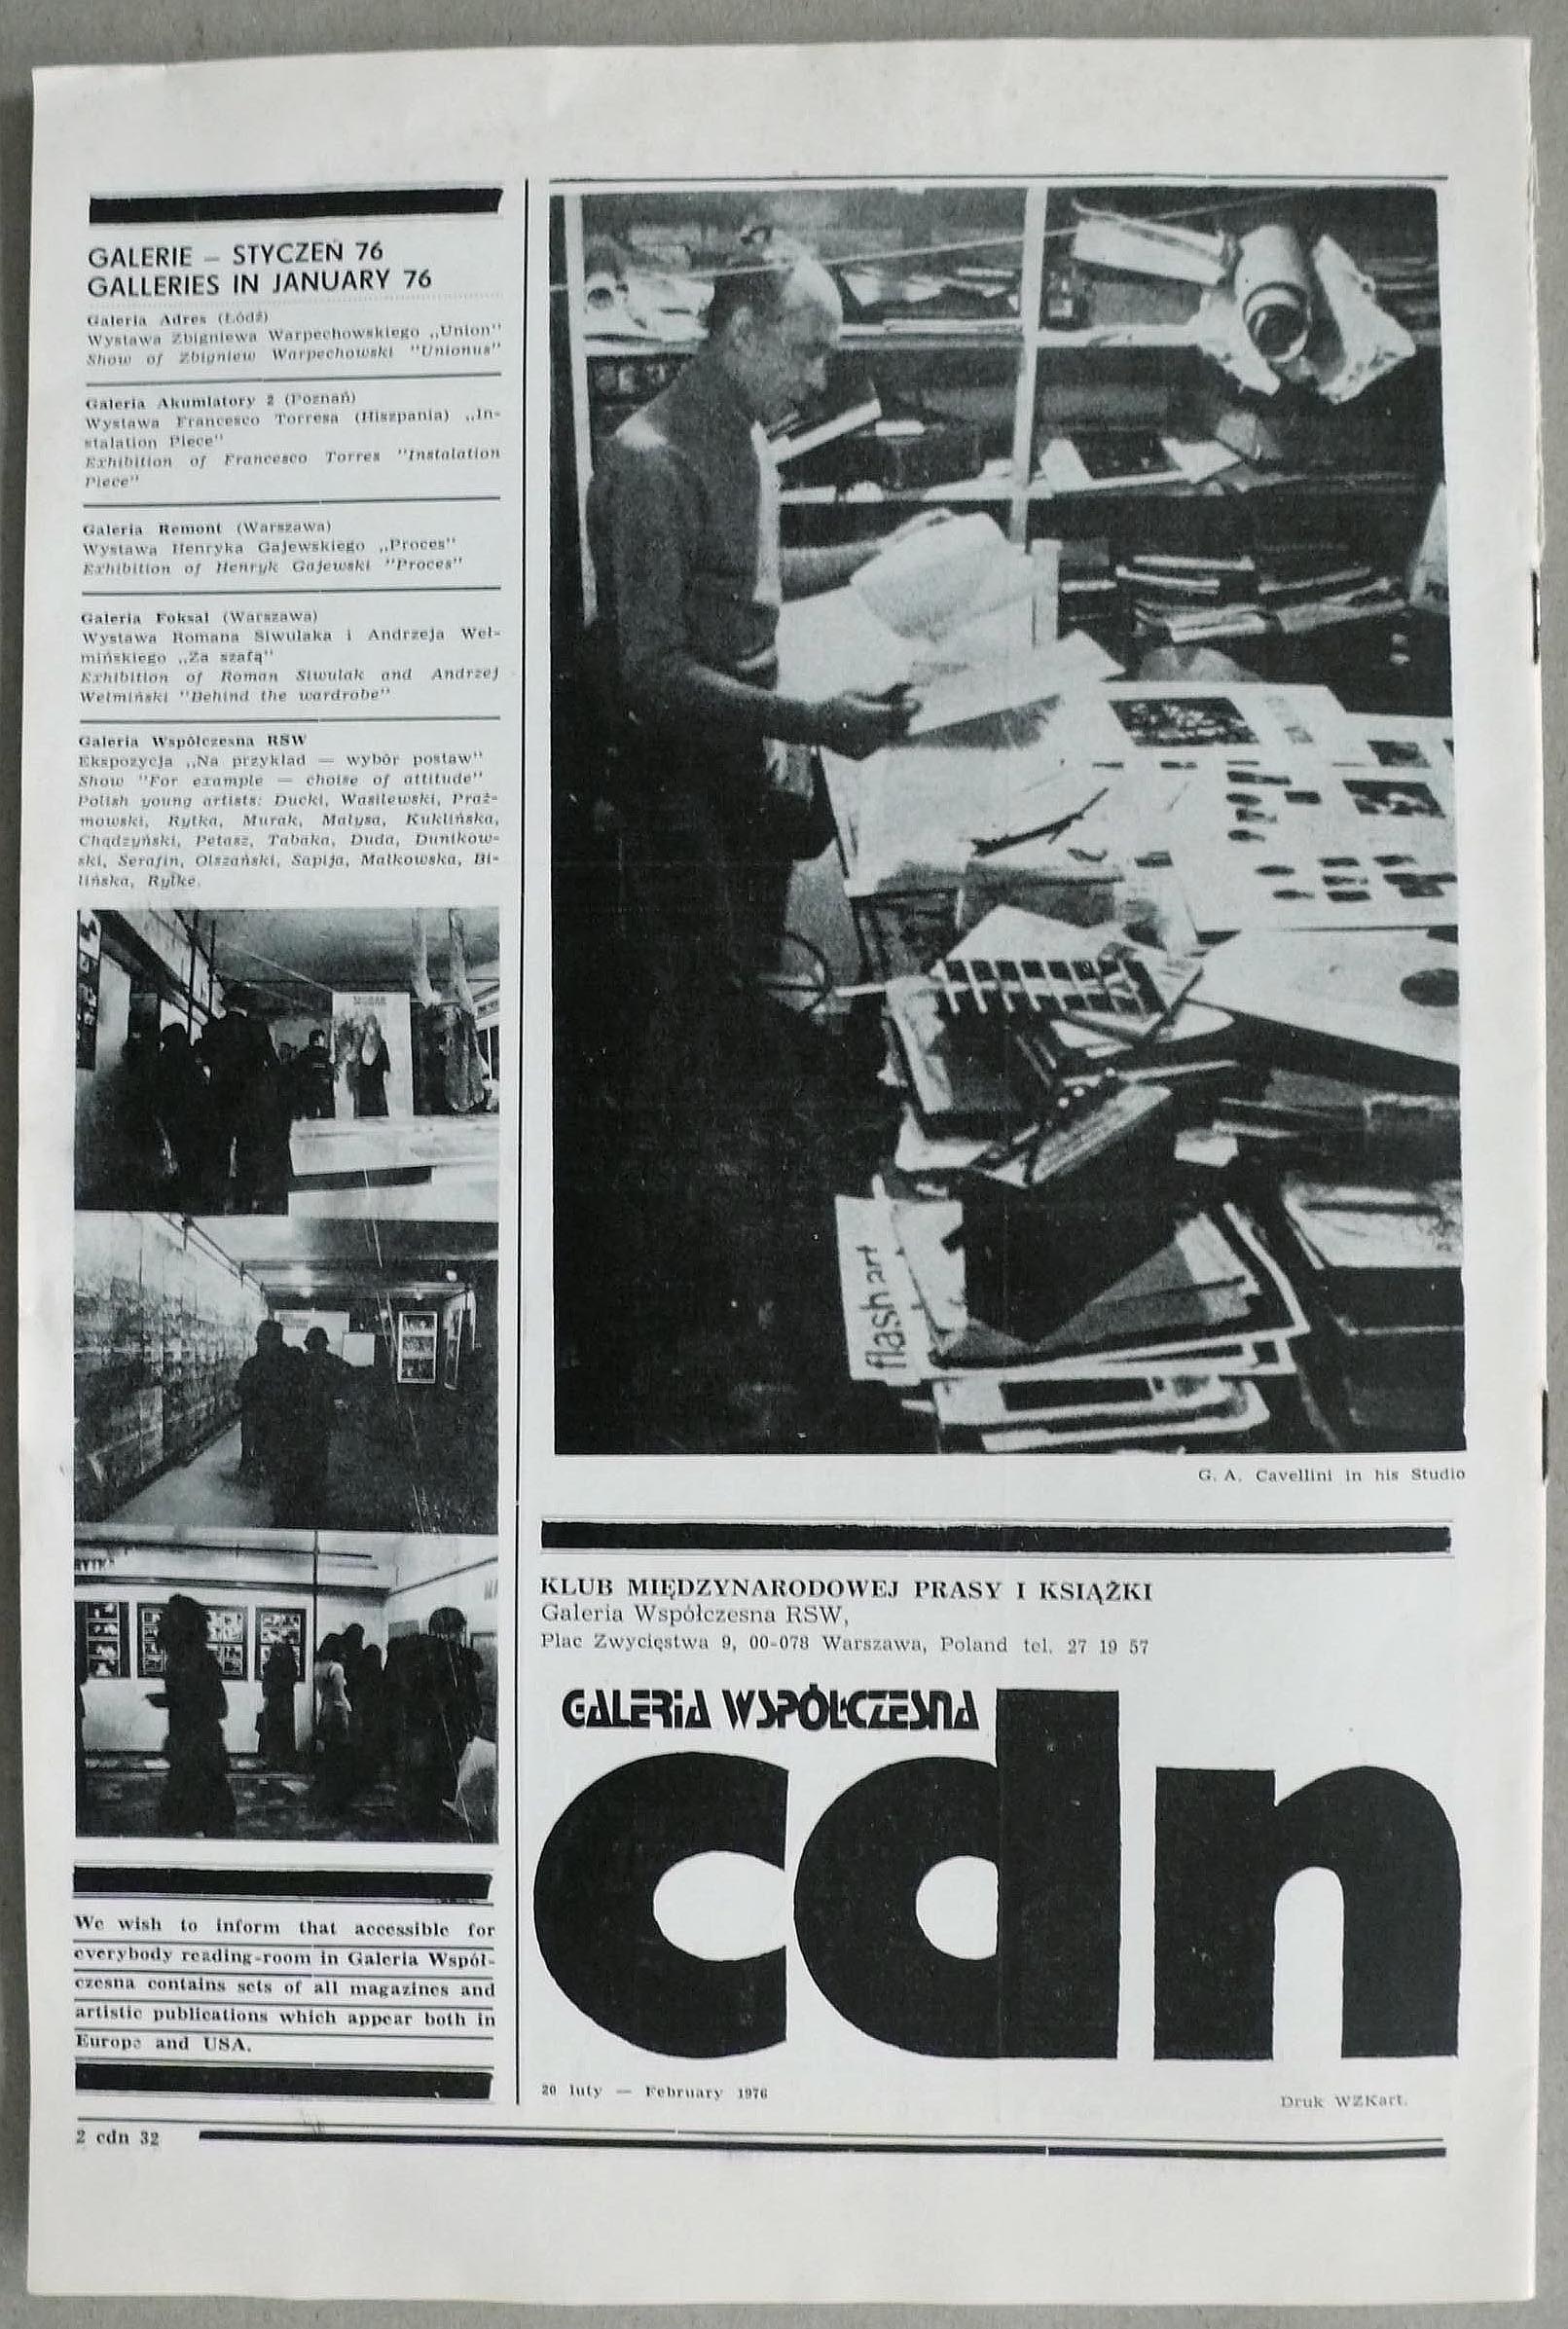 GALERIE – STYCZEŃ 76
GALLERIES IN JANUARY 76
Galeria Adres (Łódź)
Wystawa Zbigniewa Warpechowskiego „Union"
Show of Zbigniew Warpechowski "Unionus"
Galeria Akumlatory 2 (Poznań)
Wystawa Francesco Torresa (Hiszpania) „In-
stalation Piece"
Exhibition of Francesco Torres "Instalation
Piece"
Galeria Remont (Warszawa)
Wystawa Henryka Gajewskiego „Proces"
Exhibition of Henryk Gajewski "Proces"
Galeria Foksal (Warszawa)
Wystawa Romana Siwulaka i Andrzeja Weł-
mińskiego „Za szafą"
Exhibition of Roman Siwulak and Andrzej
Wełmiński "Behind the wardrobe"
Galeria Współczesna RSW
Ekspozycja „Na przykład — wybór postaw"
Show "For example — choise of attitude"
Polish young artists: Ducki, Wasilewski, Praż-
mowski, Rytka, Murak, Małysa, Kuklińska,
Chądzyński, Petasz, Tabaka, Duda, Dunikow-
ski, Serafin, Olszański, Sapija, Małkowska, Bi-
lińska, Rylke.
MURAK
We wish to inform that accessible for
everybody reading-room in Galeria Współ-
czesna contains sets of all magazines and
artistic publications which appear both in
Europe and USA.
2 cdn 32
flash art
G. A. Cavellini in his Studio
KLUB MIĘDZYNARODOWEJ PRASY I KSIĄŻKI
Galeria Współczesna RSW,
Plac Zwycięstwa 9, 00-078 Warszawa, Poland tel. 27 19 57
GALERIA WSPÓŁCZESNA
cdn
20 luty — February 1976
Druk WZKart.